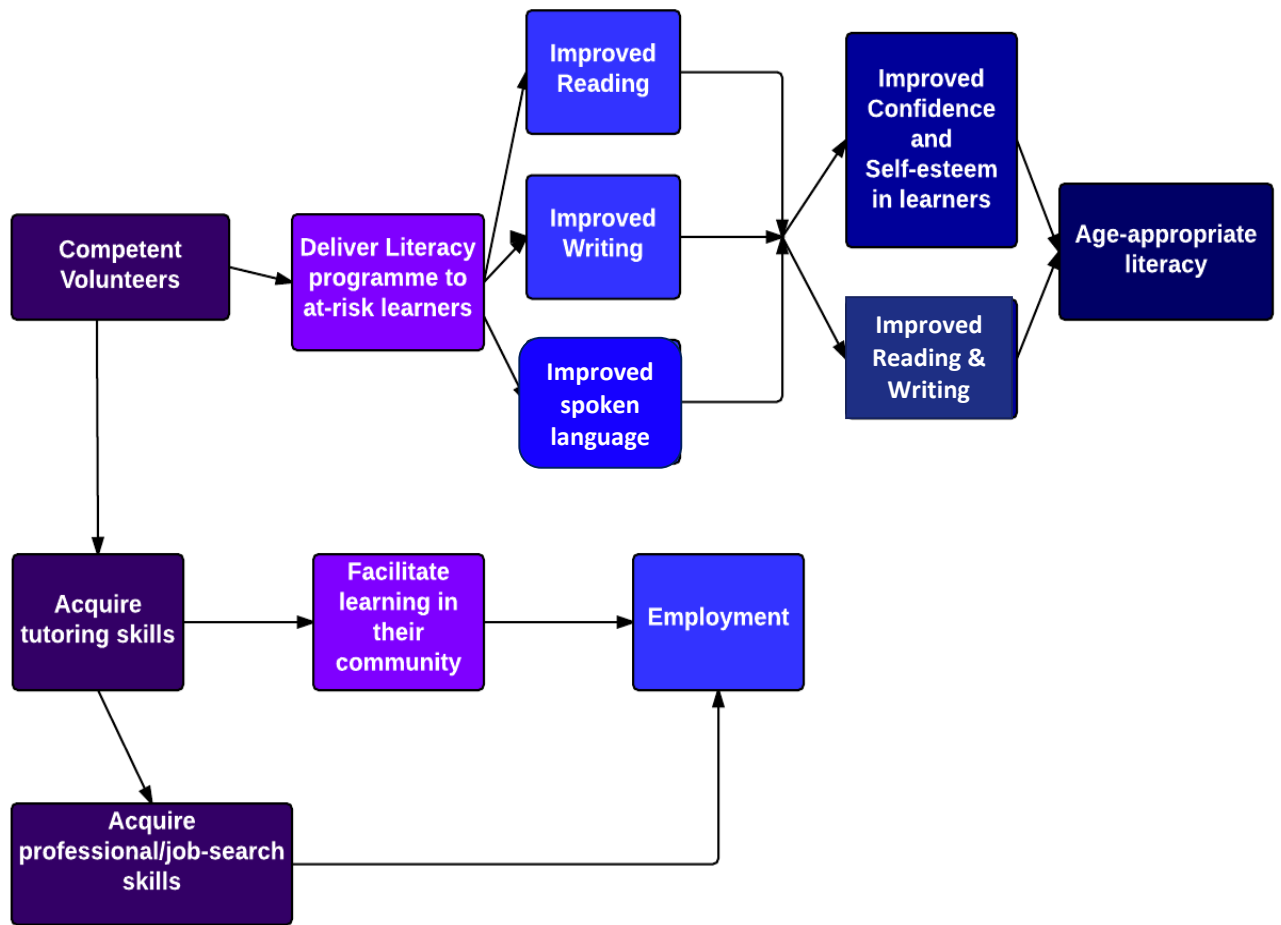 Improved
Reading
Improved
Confidence
and
Self-esteem
in learners
Improved
Writing
Competent
Volunteers
Deliver Literacy
programme to
at-risk learners
Age-appropriate
literacy
Improved
spoken
language
Improved
Reading &
Writing
Acquire
tutoring skills
Facilitate
learning in
their
community
Employment
Acquire
professional/job-search
skills